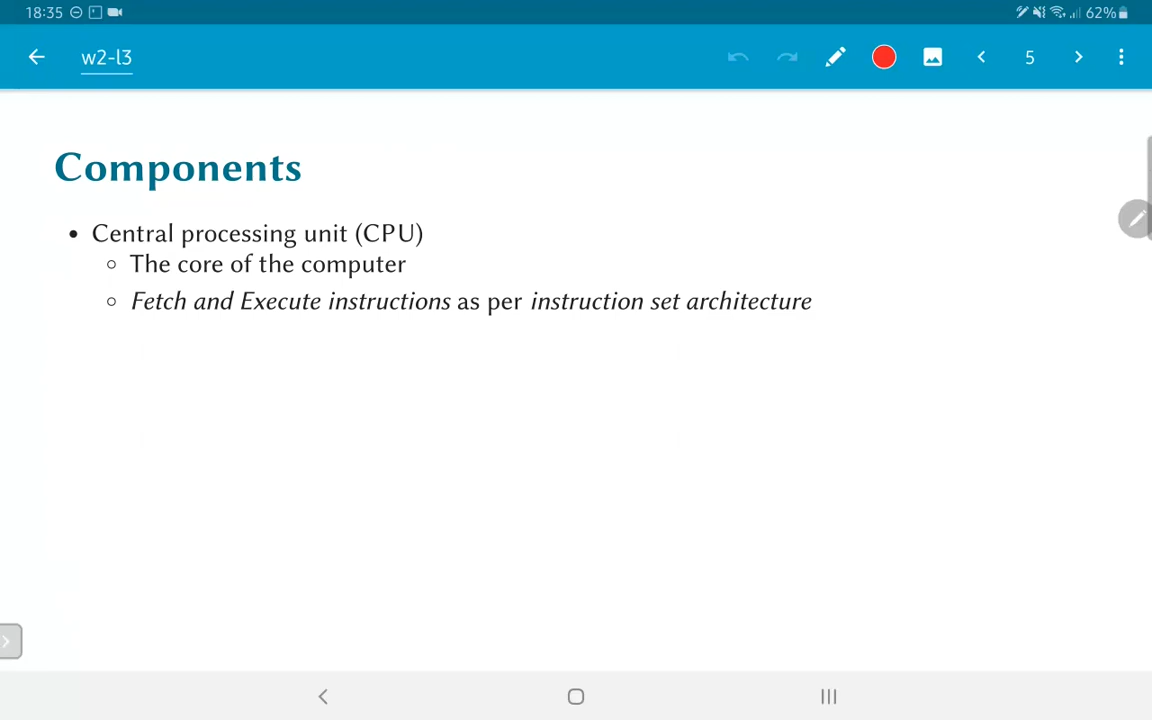 18:35 62%
w2-l3 5
Components
• Central processing unit (CPU)
○ The core of the computer
○ Fetch and Execute instructions as per instruction set architecture